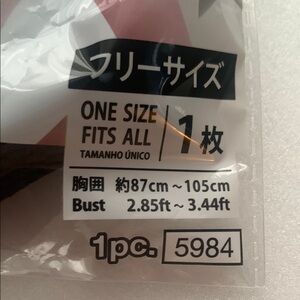 フリーサイズ
ONE SIZE
FITS ALL
TAMANHO ÚNICO
1枚
胸囲 約87cm～105cm
Bust 2.85ft～3.44ft
1pc. 5984